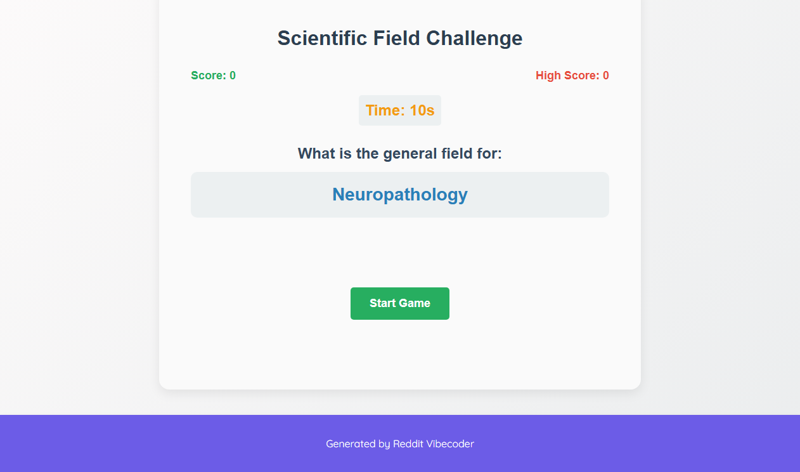 Scientific Field Challenge
Score: 0
High Score: 0
Time: 10s
What is the general field for:
Neuropathology
Start Game
Generated by Reddit Vibecoder